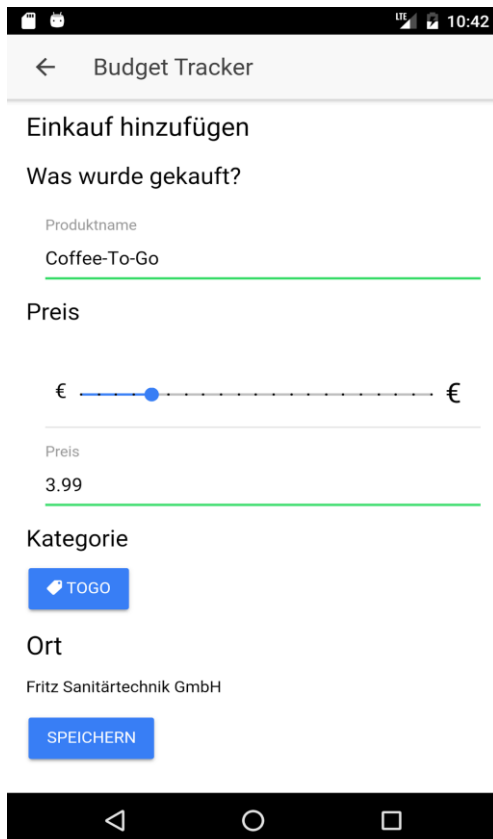 LTE 10:42
Budget Tracker
Einkauf hinzufügen
Was wurde gekauft?
Produktname
Coffee-To-Go
Preis
€ €
Preis
3.99
Kategorie
TOGO
Ort
Fritz Sanitärtechnik GmbH
SPEICHERN